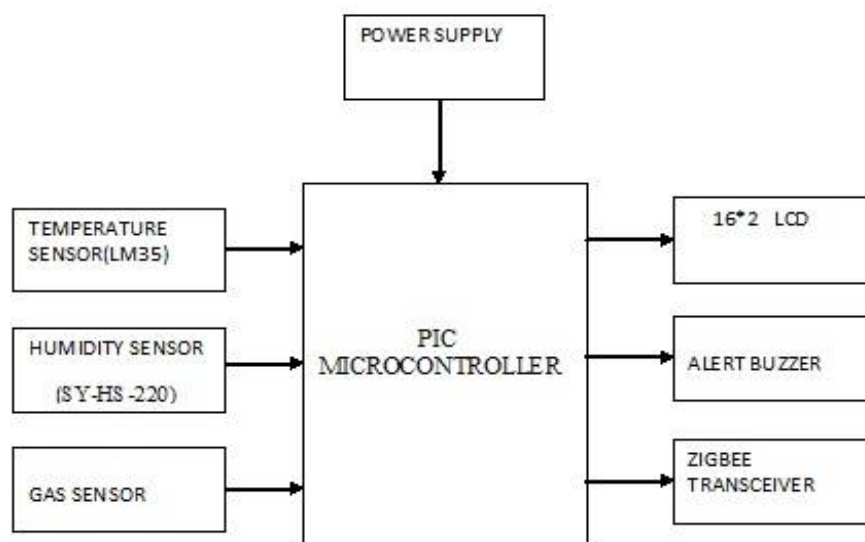 POWER SUPPLY
TEMPERATURE
SENSOR(LM35)
HUMIDITY SENSOR
(SY-HS-220)
GAS SENSOR
PIC
MICROCONTROLLER
16*2 LCD
ALERT BUZZER
ZIGBEE
TRANSCEIVER